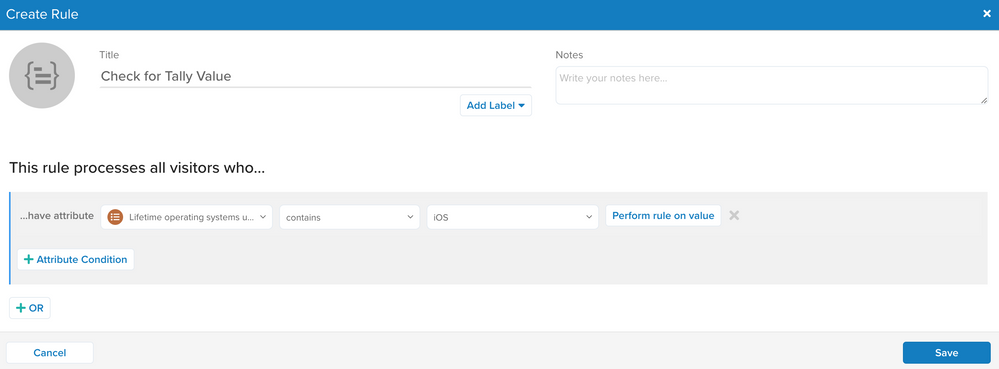 Create Rule
Title
Notes
Check for Tally Value
Write your notes here...
Add Label
This rule processes all visitors who...
...have attribute Lifetime operating systems u... contains iOS Perform rule on value
+ Attribute Condition
+ OR
Cancel Save